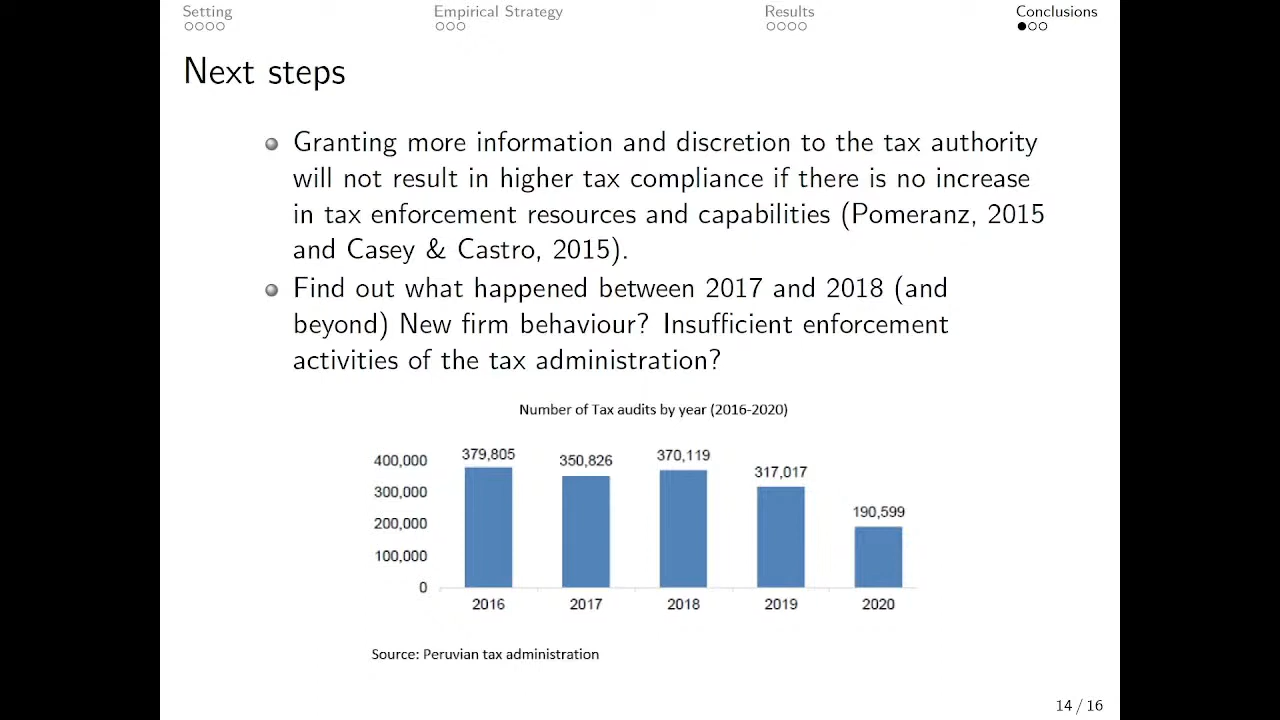 Setting Empirical Strategy Results Conclusions
Next steps
Granting more information and discretion to the tax authority
will not result in higher tax compliance if there is no increase
in tax enforcement resources and capabilities (Pomeranz, 2015
and Casey & Castro, 2015).
Find out what happened between 2017 and 2018 (and
beyond) New firm behaviour? Insufficient enforcement
activities of the tax administration?
Number of Tax audits by year (2016-2020)
379,805 350,826 370,119 317,017 190,599
400,000
300,000
200,000
100,000
0
2016 2017 2018 2019 2020
Source: Peruvian tax administration
14 / 16